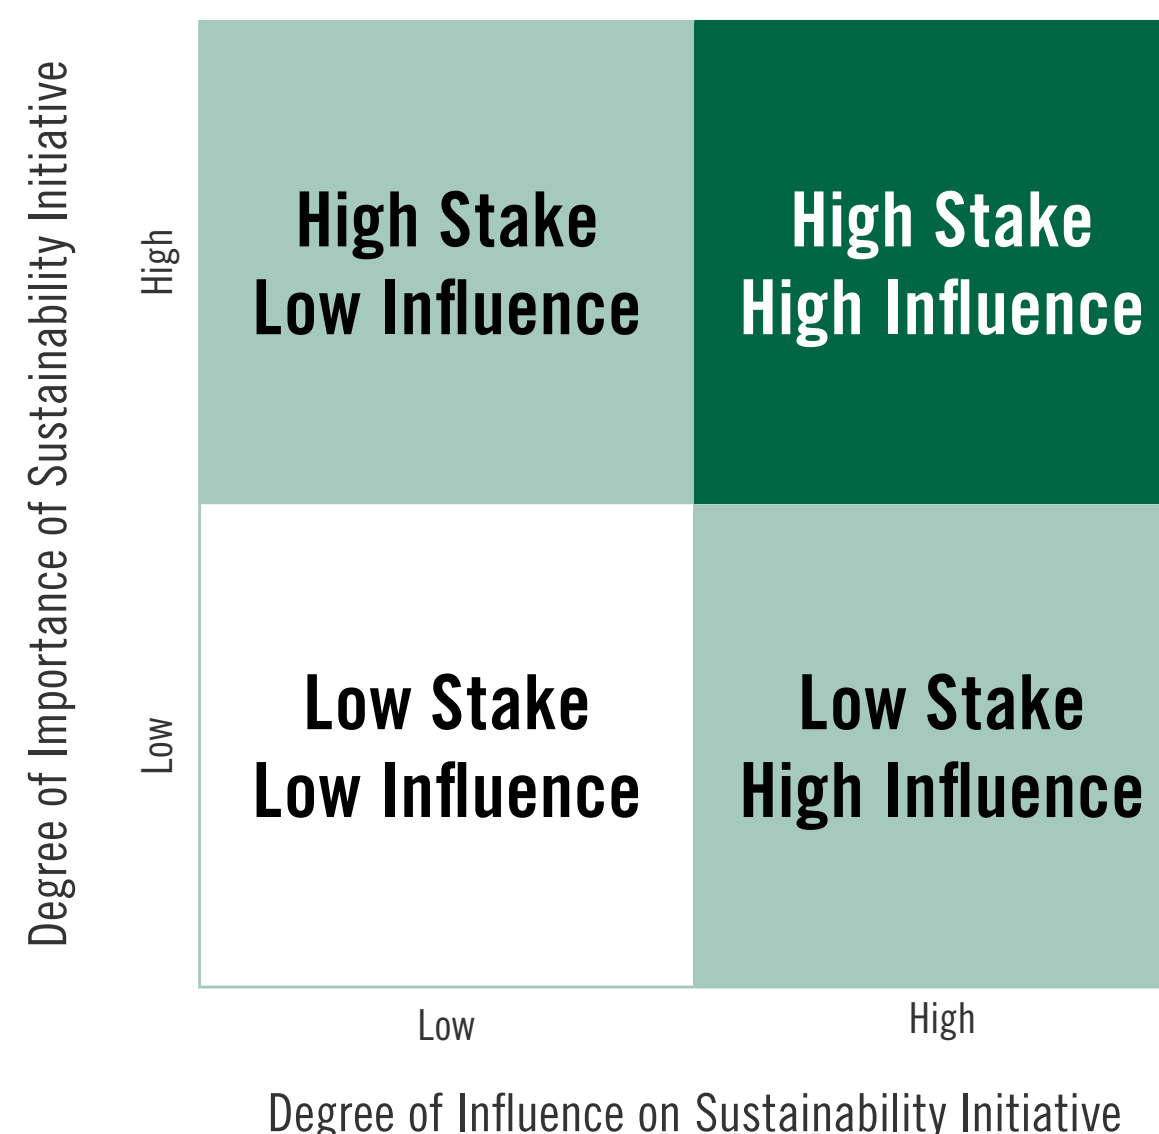 Degree of Importance of Sustainability Initiative
High
High Stake
Low Influence
High Stake
High Influence
Low
Low Stake
Low Influence
Low Stake
High Influence
Low
High
Degree of Influence on Sustainability Initiative